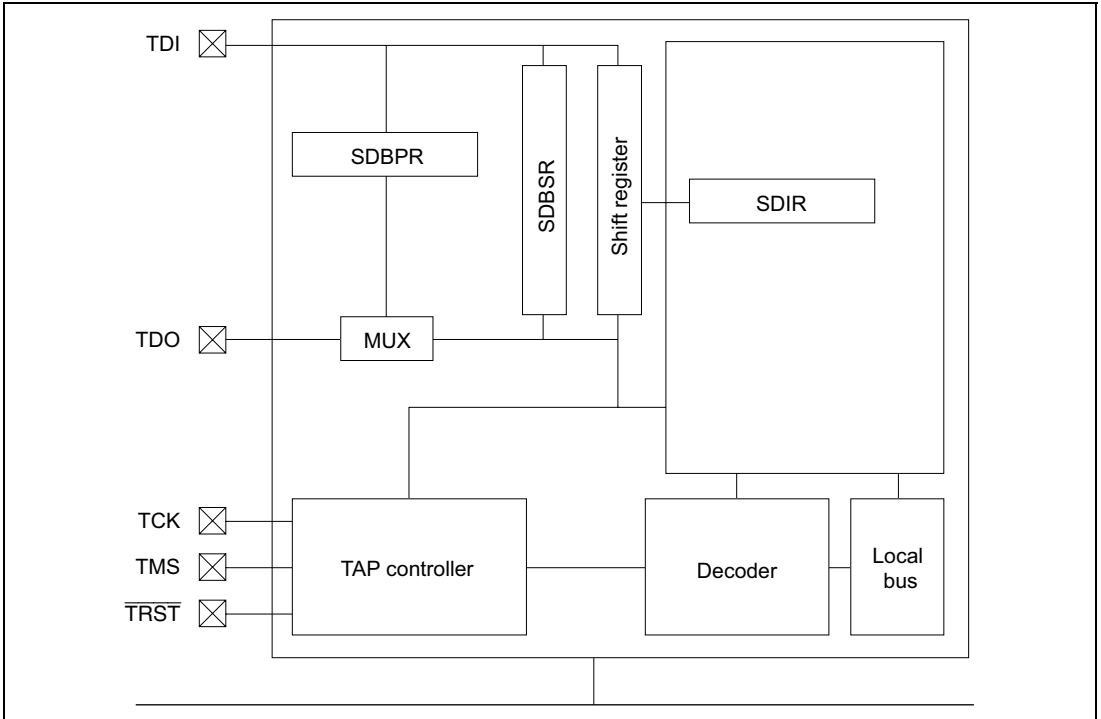 TDI
SDBPR
SDBSR
Shift register
SDIR
TDO
MUX
TCK
TMS
TRST
TAP controller
Decoder
Local
bus